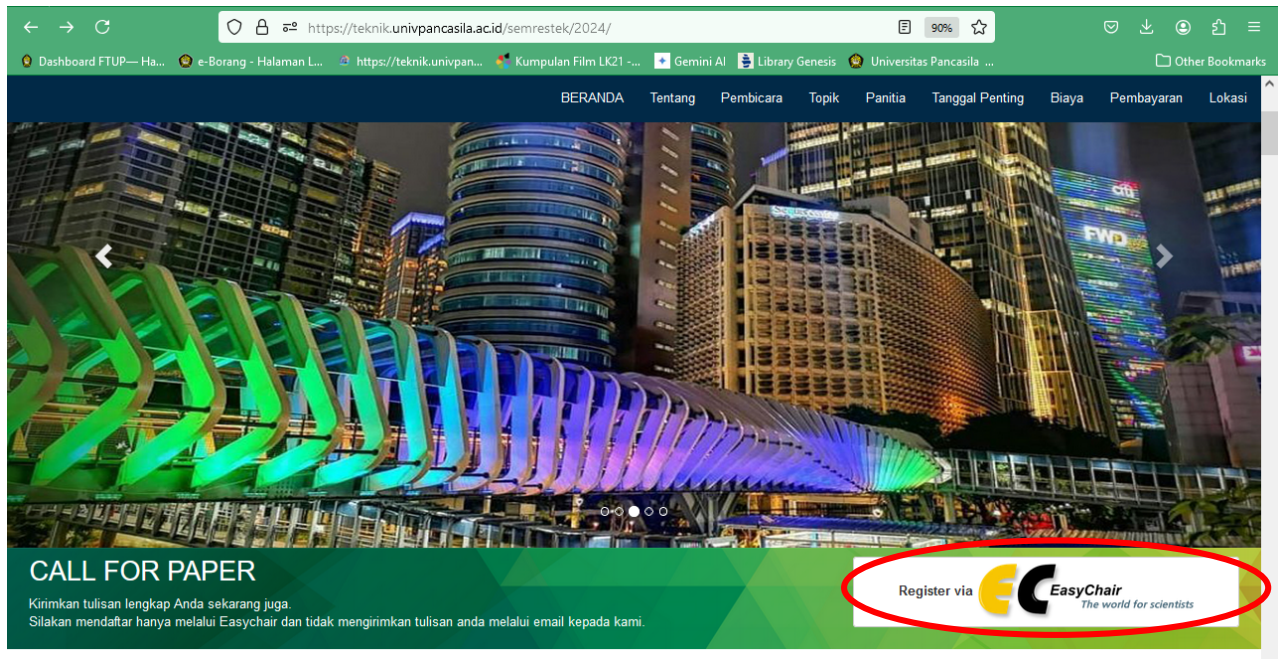 https://teknik.univpancasila.ac.id/semrestek/2024/
90%
Dashboard FTUP— Ha... e-Borang - Halaman L... https://teknik.univpan... Kumpulan Film LK21 -... Gemini AI Library Genesis Universitas Pancasila ... Other Bookmarks
BERANDA Tentang Pembicara Topik Panitia Tanggal Penting Biaya Pembayaran Lokasi
citi
FWD
CALL FOR PAPER
Kirimkan tulisan lengkap Anda sekarang juga.
Silakan mendaftar hanya melalui Easychair dan tidak mengirimkan tulisan anda melalui email kepada kami.
Register via EC EasyChair
The world for scientists